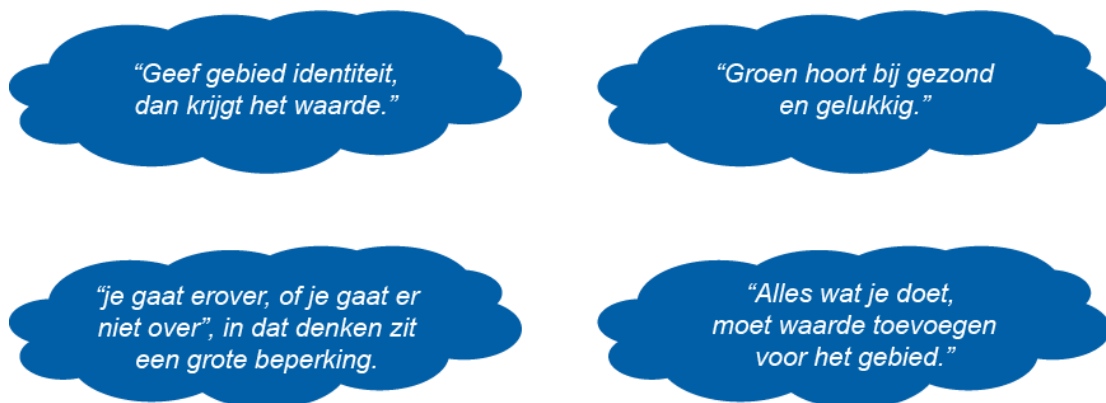 “Geef gebied identiteit,
dan krijgt het waarde.”
“Groen hoort bij gezond
en gelukkig.”
“je gaat erover, of je gaat er
niet over”, in dat denken zit
een grote beperking.
“Alles wat je doet,
moet waarde toevoegen
voor het gebied.”